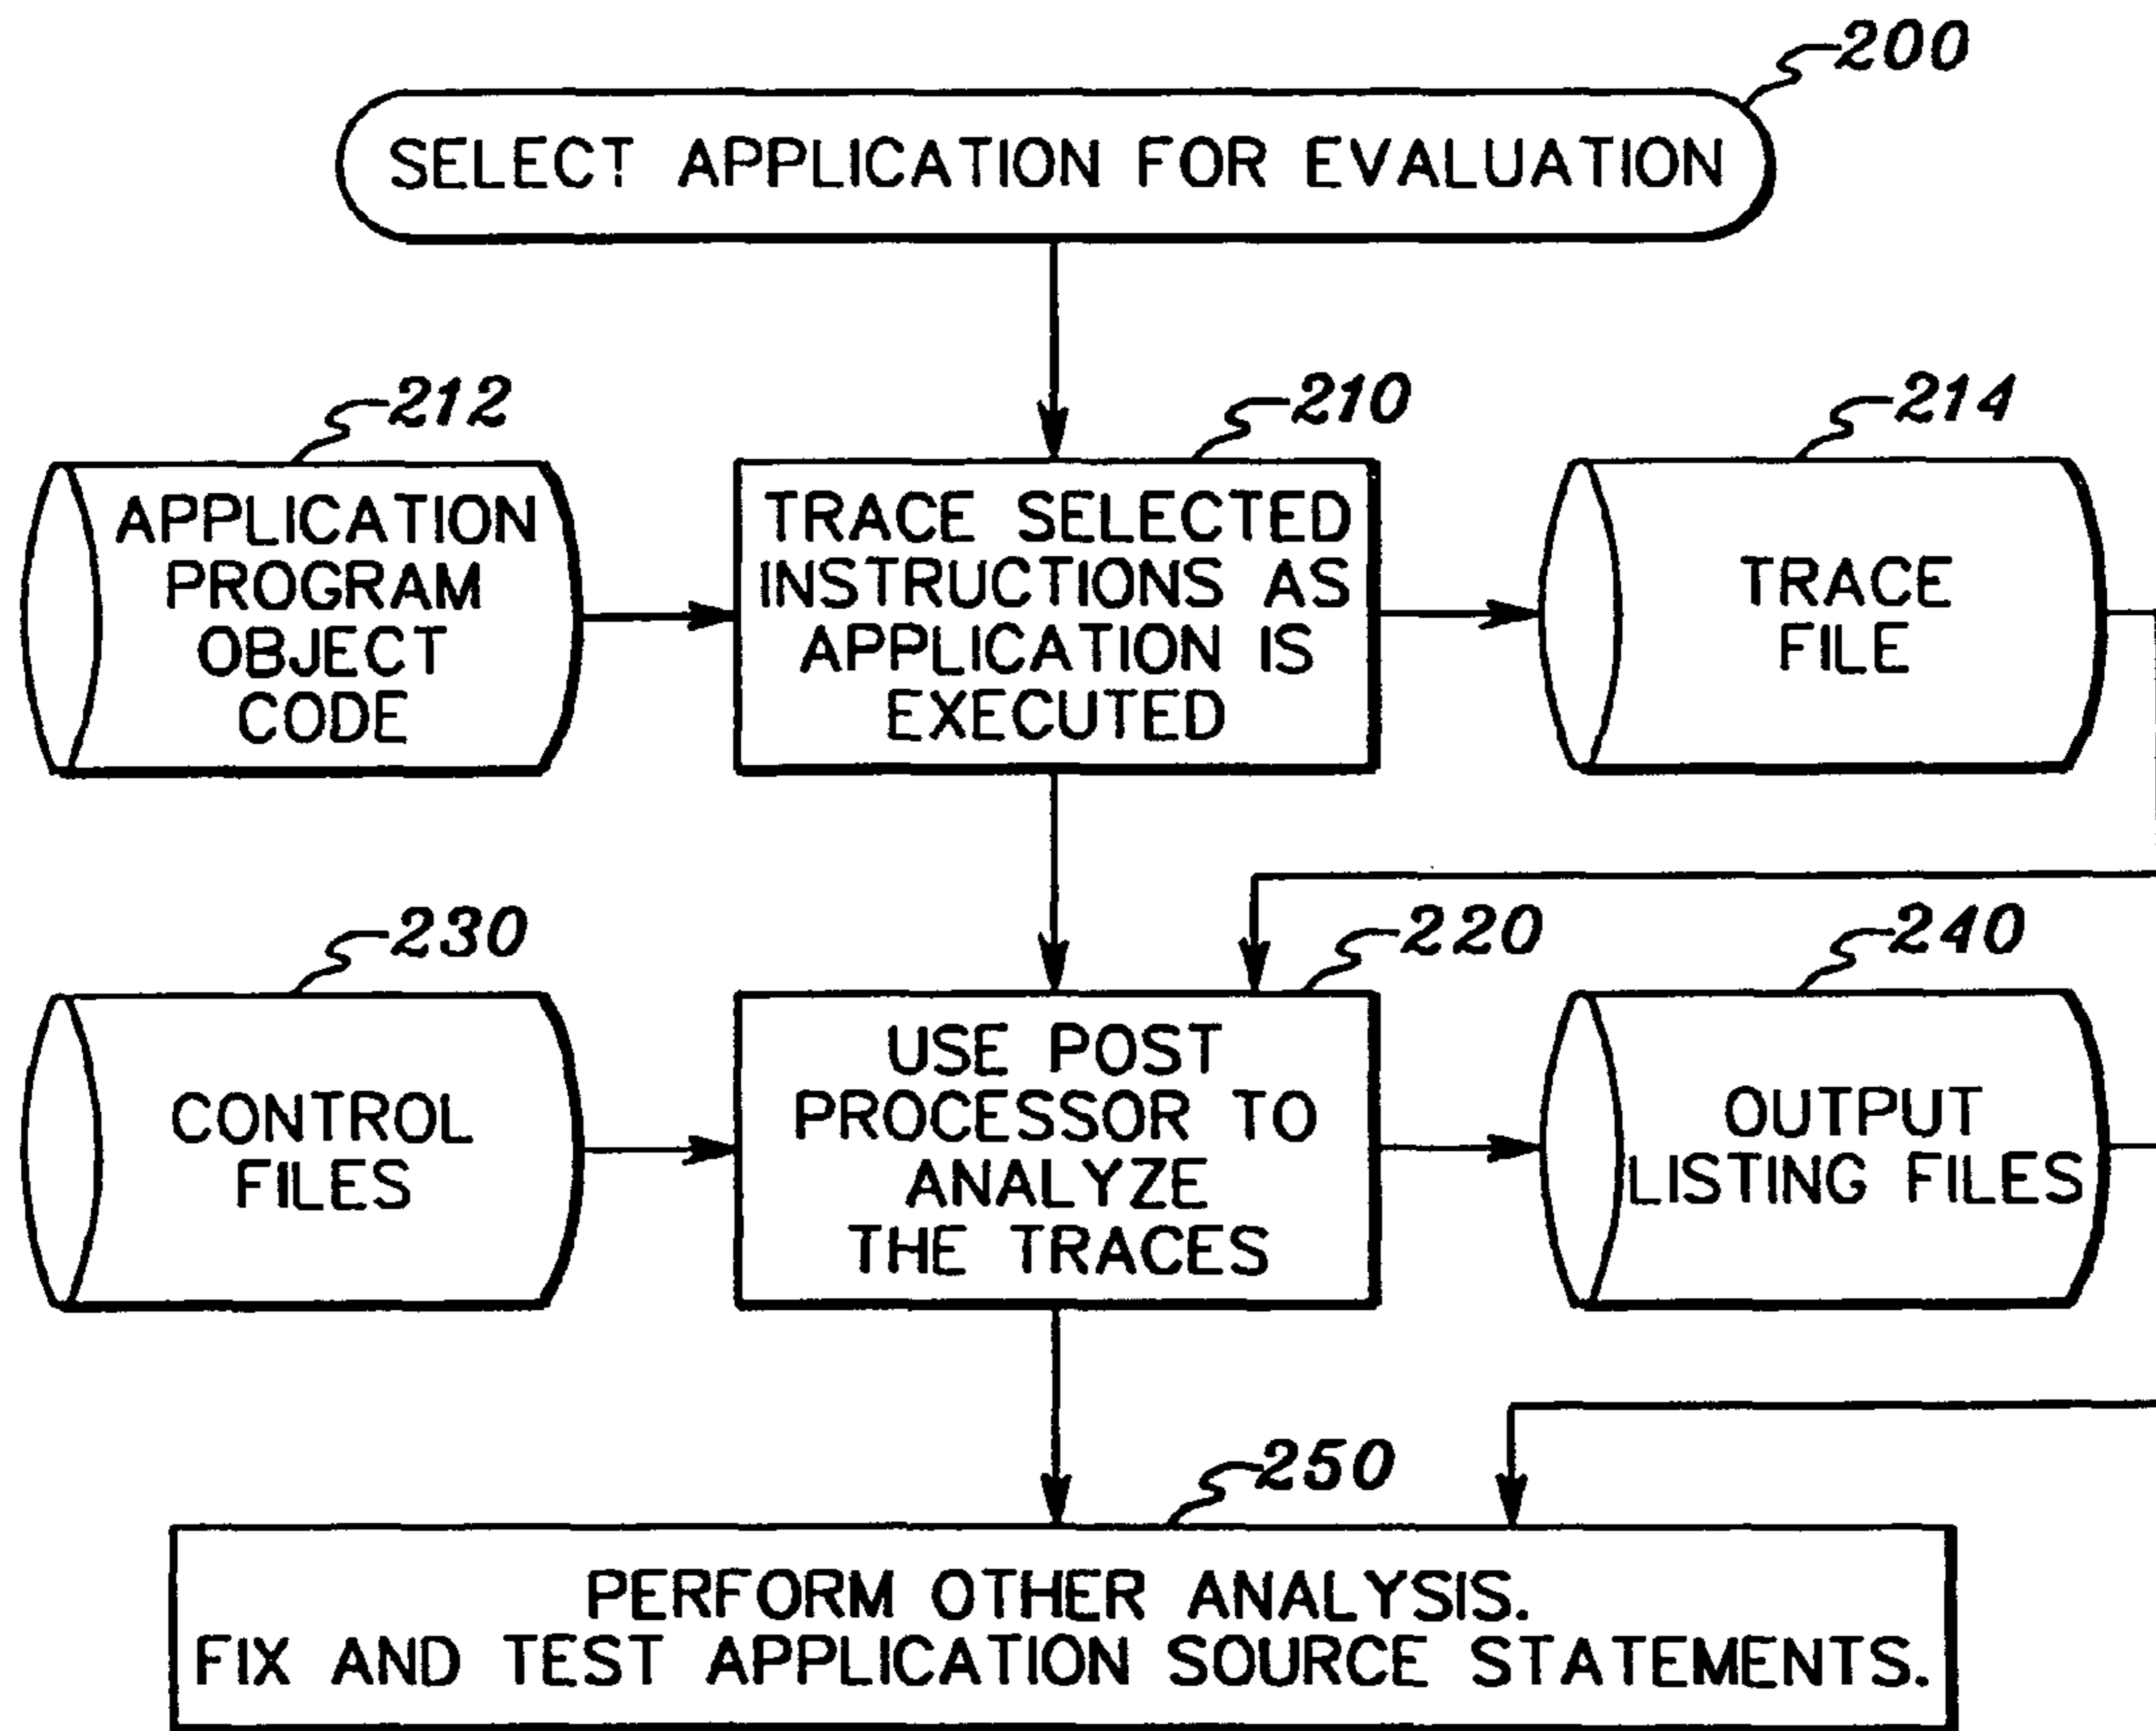 200
SELECT APPLICATION FOR EVALUATION
212
210
214
APPLICATION
PROGRAM
OBJECT
CODE
TRACE SELECTED
INSTRUCTIONS AS
APPLICATION IS
EXECUTED
TRACE
FILE
230
220
240
CONTROL
FILES
USE POST
PROCESSOR TO
ANALYZE
THE TRACES
OUTPUT
LISTING FILES
250
PERFORM OTHER ANALYSIS.
FIX AND TEST APPLICATION SOURCE STATEMENTS.